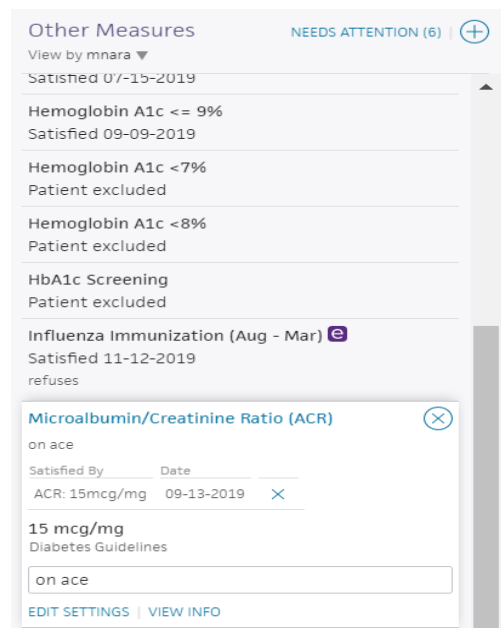 Other Measures
NEEDS ATTENTION (6) |
View by mnara ▼
Satisfied 07-15-2019
Hemoglobin A1c <= 9%
Satisfied 09-09-2019
Hemoglobin A1c <7%
Patient excluded
Hemoglobin A1c <8%
Patient excluded
HbA1c Screening
Patient excluded
Influenza Immunization (Aug - Mar) e
Satisfied 11-12-2019
refuses
Microalbumin/Creatinine Ratio (ACR)
on ace
Satisfied By Date
ACR: 15mcg/mg 09-13-2019
15 mcg/mg
Diabetes Guidelines
on ace
EDIT SETTINGS | VIEW INFO